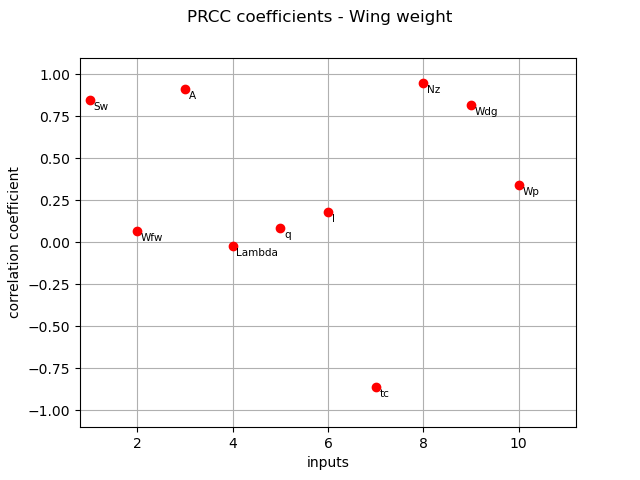 PRCC coefficients - Wing weight
1.00
0.75
0.50
0.25
0.00
−0.25
−0.50
−0.75
−1.00
correlation coefficient
Sw
Wfw
A
Lambda
q
l
tc
Nz
Wdg
Wp
2
4
6
8
10
inputs